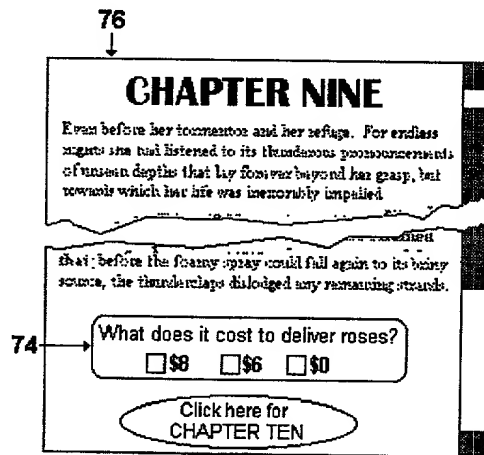 76
CHAPTER NINE
Even before her tormentor and her refuge. For endless
nights she had listened to its thunderous pronouncements
of unseen depths that lay forever beyond her grasp, but
towards which her life was inexorably impelled
that; before the foamy spray could fall again to its briny
source, the thunderclaps dislodged any remaining strands.
74
What does it cost to deliver roses?
$8 $6 $0
Click here for
CHAPTER TEN